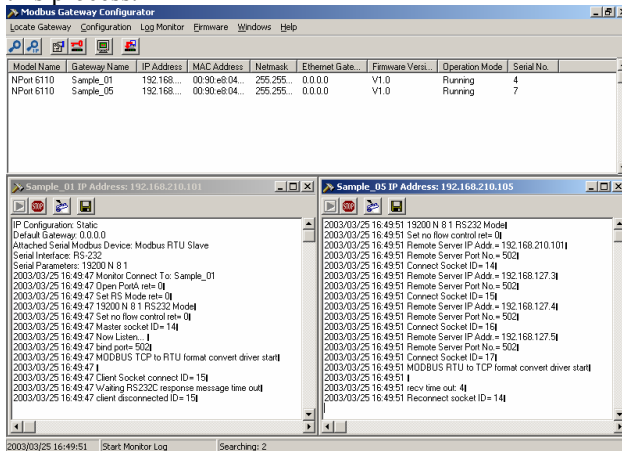 this process.
Modbus Gateway Configurator
Locate Gateway Configuration Log Monitor Firmware Windows Help
Model Name Gateway Name IP Address MAC Address Netmask Ethernet Gate... Firmware Versi... Operation Mode Serial No.
NPort 6110 Sample_01 192.168.... 00:90:e8:04... 255.255... 0.0.0.0 V1.0 Running 4
NPort 6110 Sample_05 192.168.... 00:90:e8:04... 255.255... 0.0.0.0 V1.0 Running 7
Sample_01 IP Address: 192.168.210.101
STOP
IP Configuration: Static
Default Gateway: 0.0.0.0
Attached Serial Modbus Device: Modbus RTU Slave
Serial Interface: RS-232
Serial Parameters: 19200 N 8 1
2003/03/25 16:49:47 Monitor Connect To: Sample_01
2003/03/25 16:49:47 Open PortA ret= 0
2003/03/25 16:49:47 Set RS Mode ret= 0
2003/03/25 16:49:47 19200 N 8 1 RS232 Mode
2003/03/25 16:49:47 Set no flow control ret= 0
2003/03/25 16:49:47 Master socket ID= 14
2003/03/25 16:49:47 Now Listen...
2003/03/25 16:49:47 bind port= 502
2003/03/25 16:49:47 MODBUS TCP to RTU format convert driver start
2003/03/25 16:49:47
2003/03/25 16:49:47 Client Socket connect ID= 15
2003/03/25 16:49:47 Waiting RS232C response message time out
2003/03/25 16:49:47 client disconnected ID= 15
Sample_05 IP Address: 192.168.210.105
STOP
2003/03/25 16:49:51 19200 N 8 1 RS232 Mode
2003/03/25 16:49:51 Set no flow control ret= 0
2003/03/25 16:49:51 Remote Server IP Addr.= 192.168.210.101
2003/03/25 16:49:51 Remote Server Port No.= 502
2003/03/25 16:49:51 Connect Socket ID= 14
2003/03/25 16:49:51 Remote Server IP Addr.= 192.168.127.3
2003/03/25 16:49:51 Remote Server Port No.= 502
2003/03/25 16:49:51 Connect Socket ID= 15
2003/03/25 16:49:51 Remote Server IP Addr.= 192.168.127.4
2003/03/25 16:49:51 Remote Server Port No.= 502
2003/03/25 16:49:51 Connect Socket ID= 16
2003/03/25 16:49:51 Remote Server IP Addr.= 192.168.127.5
2003/03/25 16:49:51 Remote Server Port No.= 502
2003/03/25 16:49:51 Connect Socket ID= 17
2003/03/25 16:49:51 MODBUS RTU to TCP format convert driver start
2003/03/25 16:49:51
2003/03/25 16:49:51 recv time out: 4
2003/03/25 16:49:51 Reconnect socket ID= 14
2003/03/25 16:49:51 Start Monitor Log Searching: 2